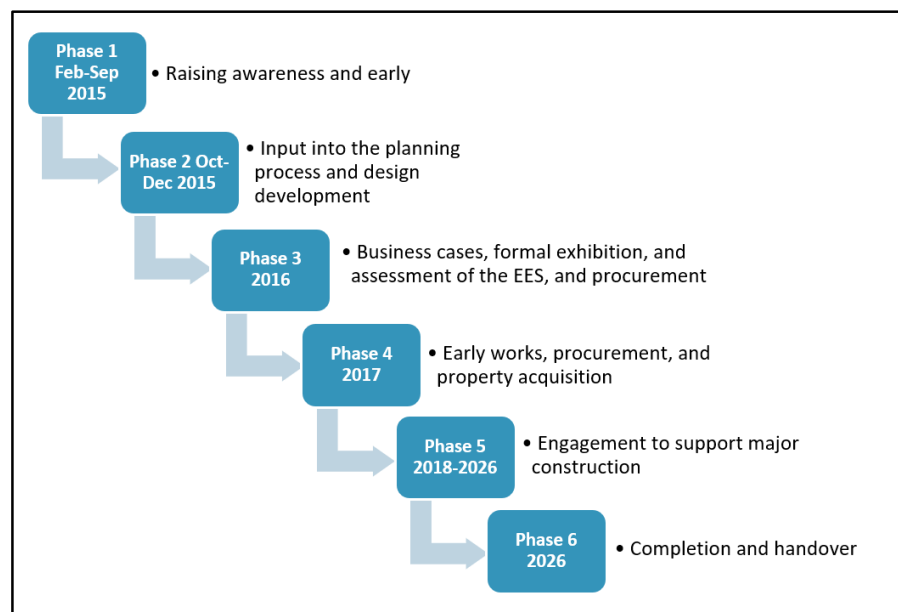 Phase 1
Feb-Sep
2015
• Raising awareness and early
Phase 2 Oct-
Dec 2015
• Input into the planning
process and design
development
Phase 3
2016
• Business cases, formal exhibition, and
assessment of the EES, and procurement
Phase 4
2017
• Early works, procurement, and
property acquisition
Phase 5
2018-2026
• Engagement to support major
construction
Phase 6
2026
• Completion and handover